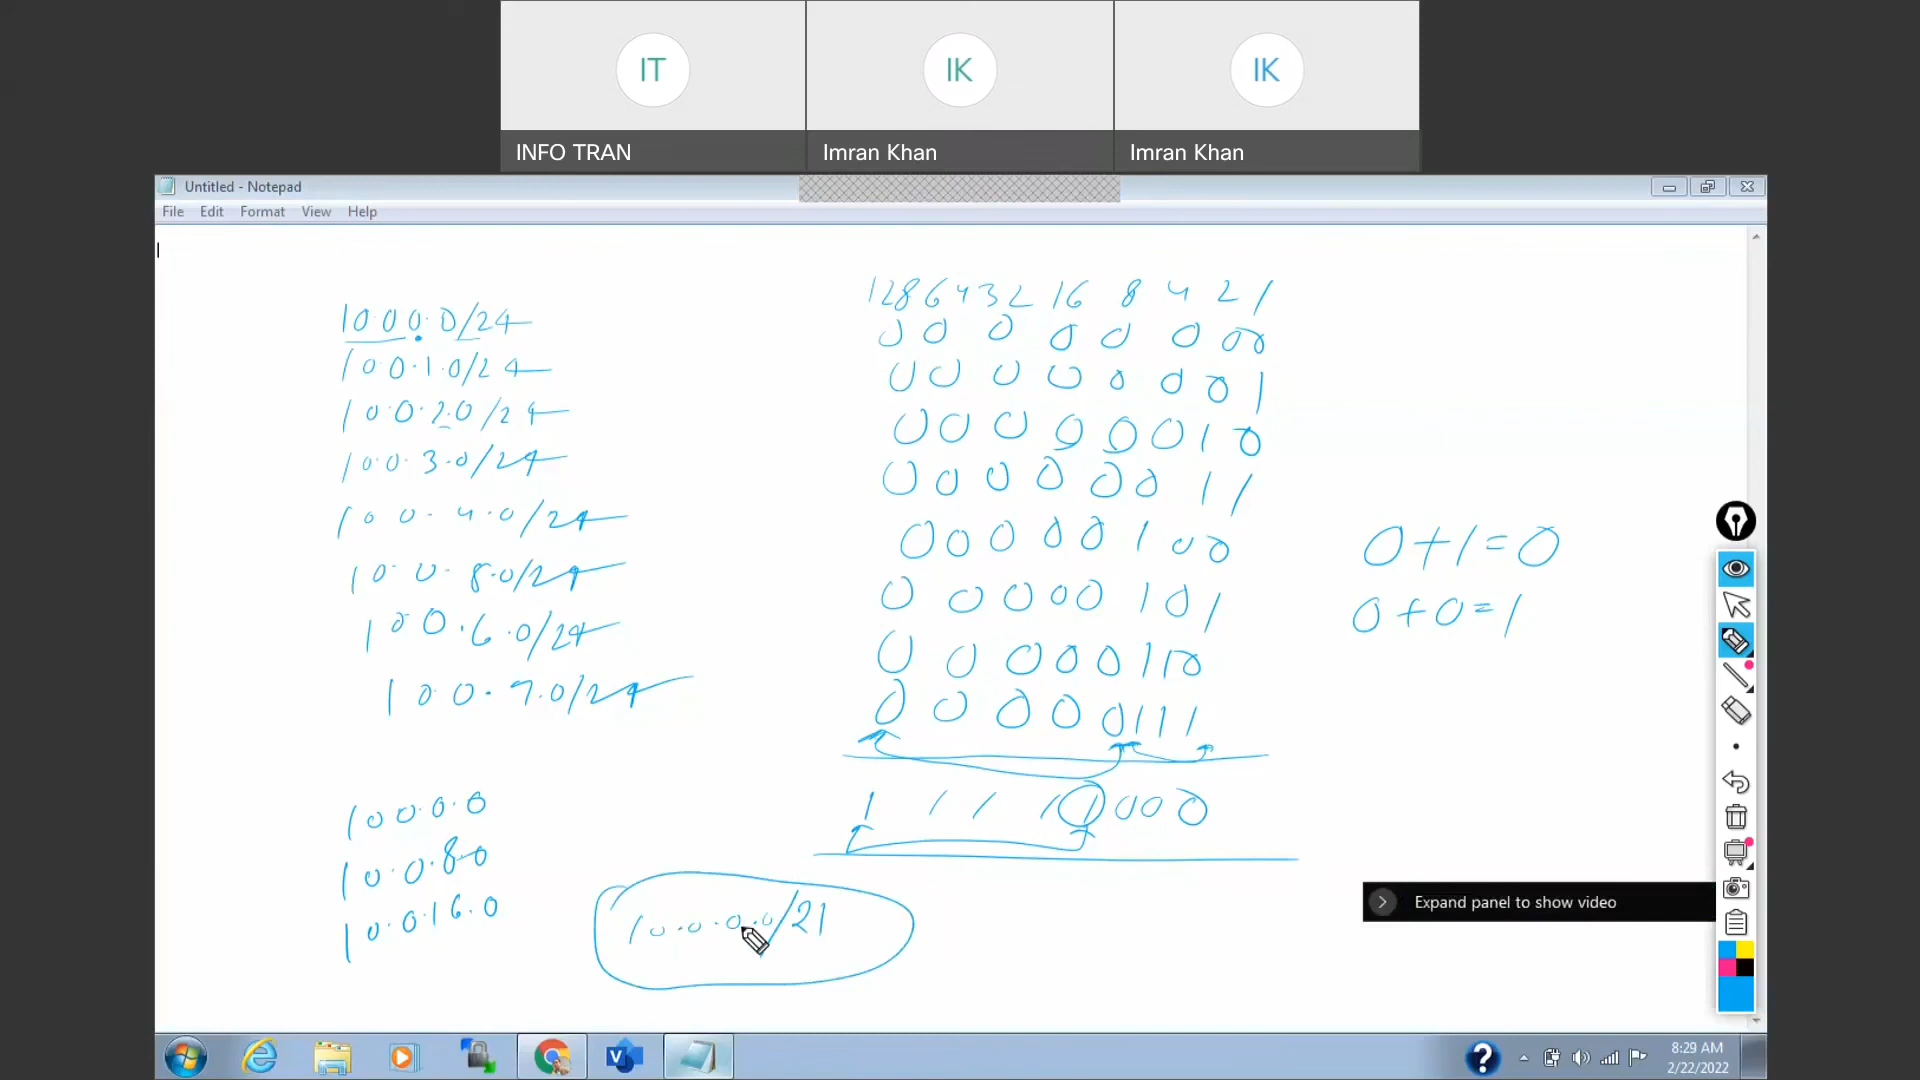 IT
IK
IK
INFO TRAN
Imran Khan
Imran Khan
Untitled - Notepad
File Edit Format View Help
10.0.0.0/24
10.0.1.0/24
10.0.2.0/24
10.0.3.0/24
10.0.4.0/24
10.0.8.0/24
10.0.6.0/24
10.0.7.0/24
10.0.0.0
10.0.8.0
10.0.16.0
10.0.0.0/21
128 64 32 16 8 4 2 1
0 0 0 0 0 0 0 0
0 0 0 0 0 0 0 1
0 0 0 0 0 0 1 0
0 0 0 0 0 0 1 1
0 0 0 0 0 1 0 0
0 0 0 0 0 1 0 1
0 0 0 0 0 1 1 0
0 0 0 0 0 1 1 1
1 1 1 1 1 0 0 0
0+1=0
0+0=1
Expand panel to show video
8:29 AM
2/22/2022